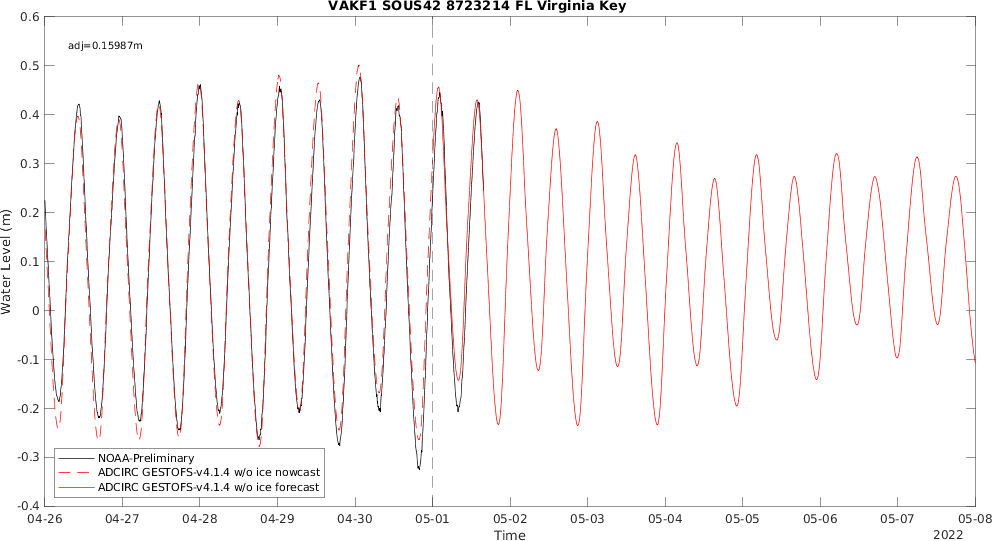 VAKF1 SOUS42 8723214 FL Virginia Key
adj=0.15987m
0.6
0.5
0.4
0.3
0.2
0.1
0
-0.1
-0.2
-0.3
-0.4
Water Level (m)
NOAA-Preliminary
ADCIRC GESTOFS-v4.1.4 w/o ice nowcast
ADCIRC GESTOFS-v4.1.4 w/o ice forecast
04-26 04-27 04-28 04-29 04-30 05-01 05-02 05-03 05-04 05-05 05-06 05-07 05-08
Time
2022